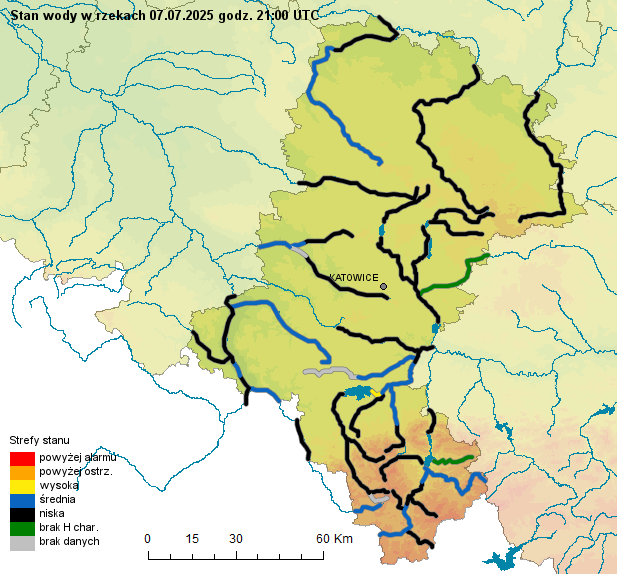 Stan wody w rzekach 07.07.2025 godz. 21:00 UTC
KATOWICE
Strefy stanu
powyżej alarmu
powyżej ostrz.
wysoka
średnia
niska
brak H char.
brak danych
0 15 30 60 Km